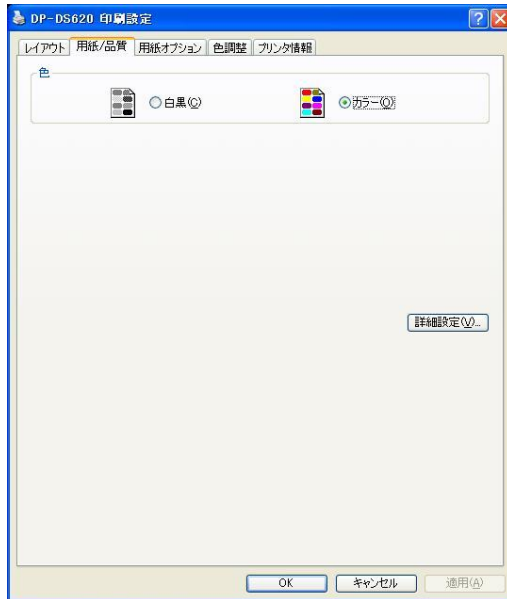 DP-DS620 印刷設定
レイアウト 用紙/品質 用紙オプション 色調整 プリンタ情報
色
白黒(C) カラー(O)
詳細設定(V)...
OK キャンセル 適用(A)